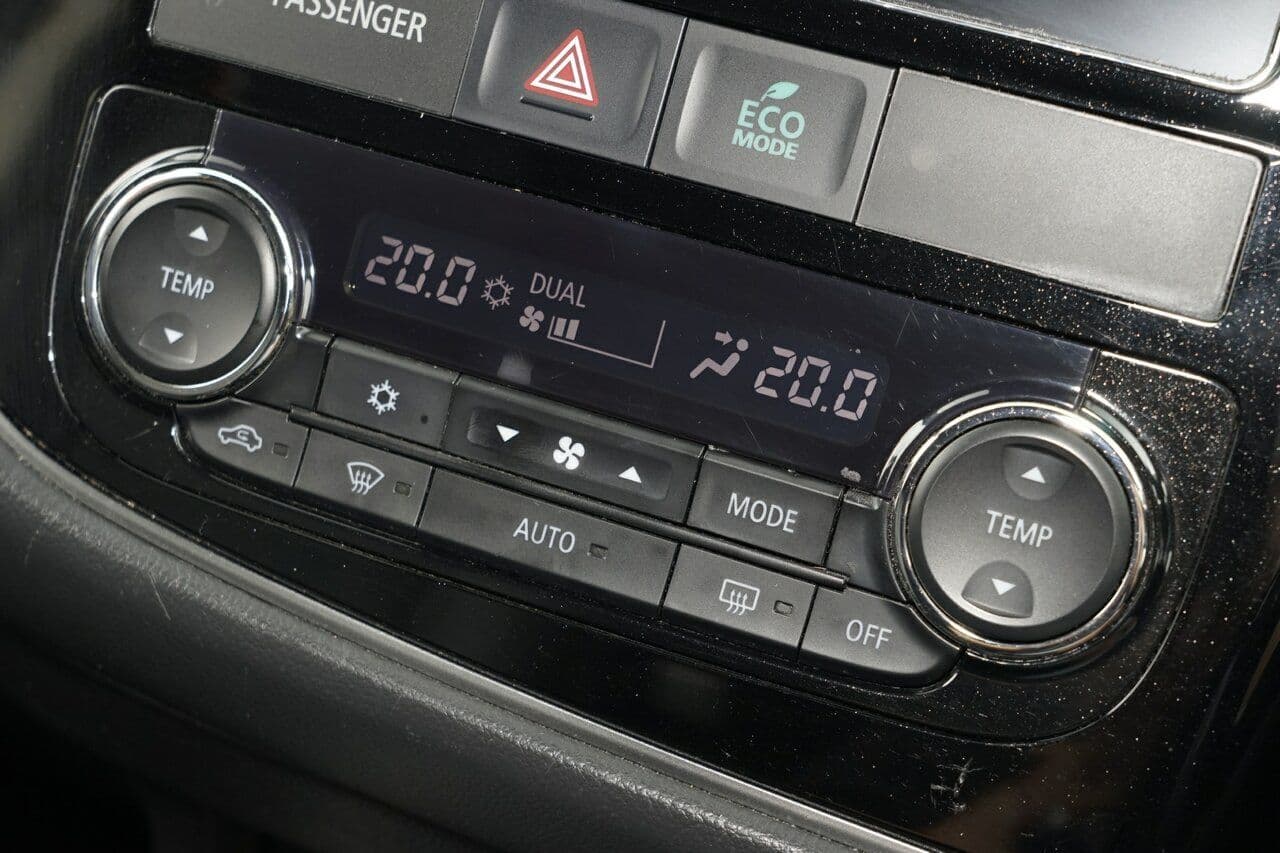 PASSENGER
ECO
MODE
TEMP
20.0
DUAL
20.0
MODE
AUTO
TEMP
OFF